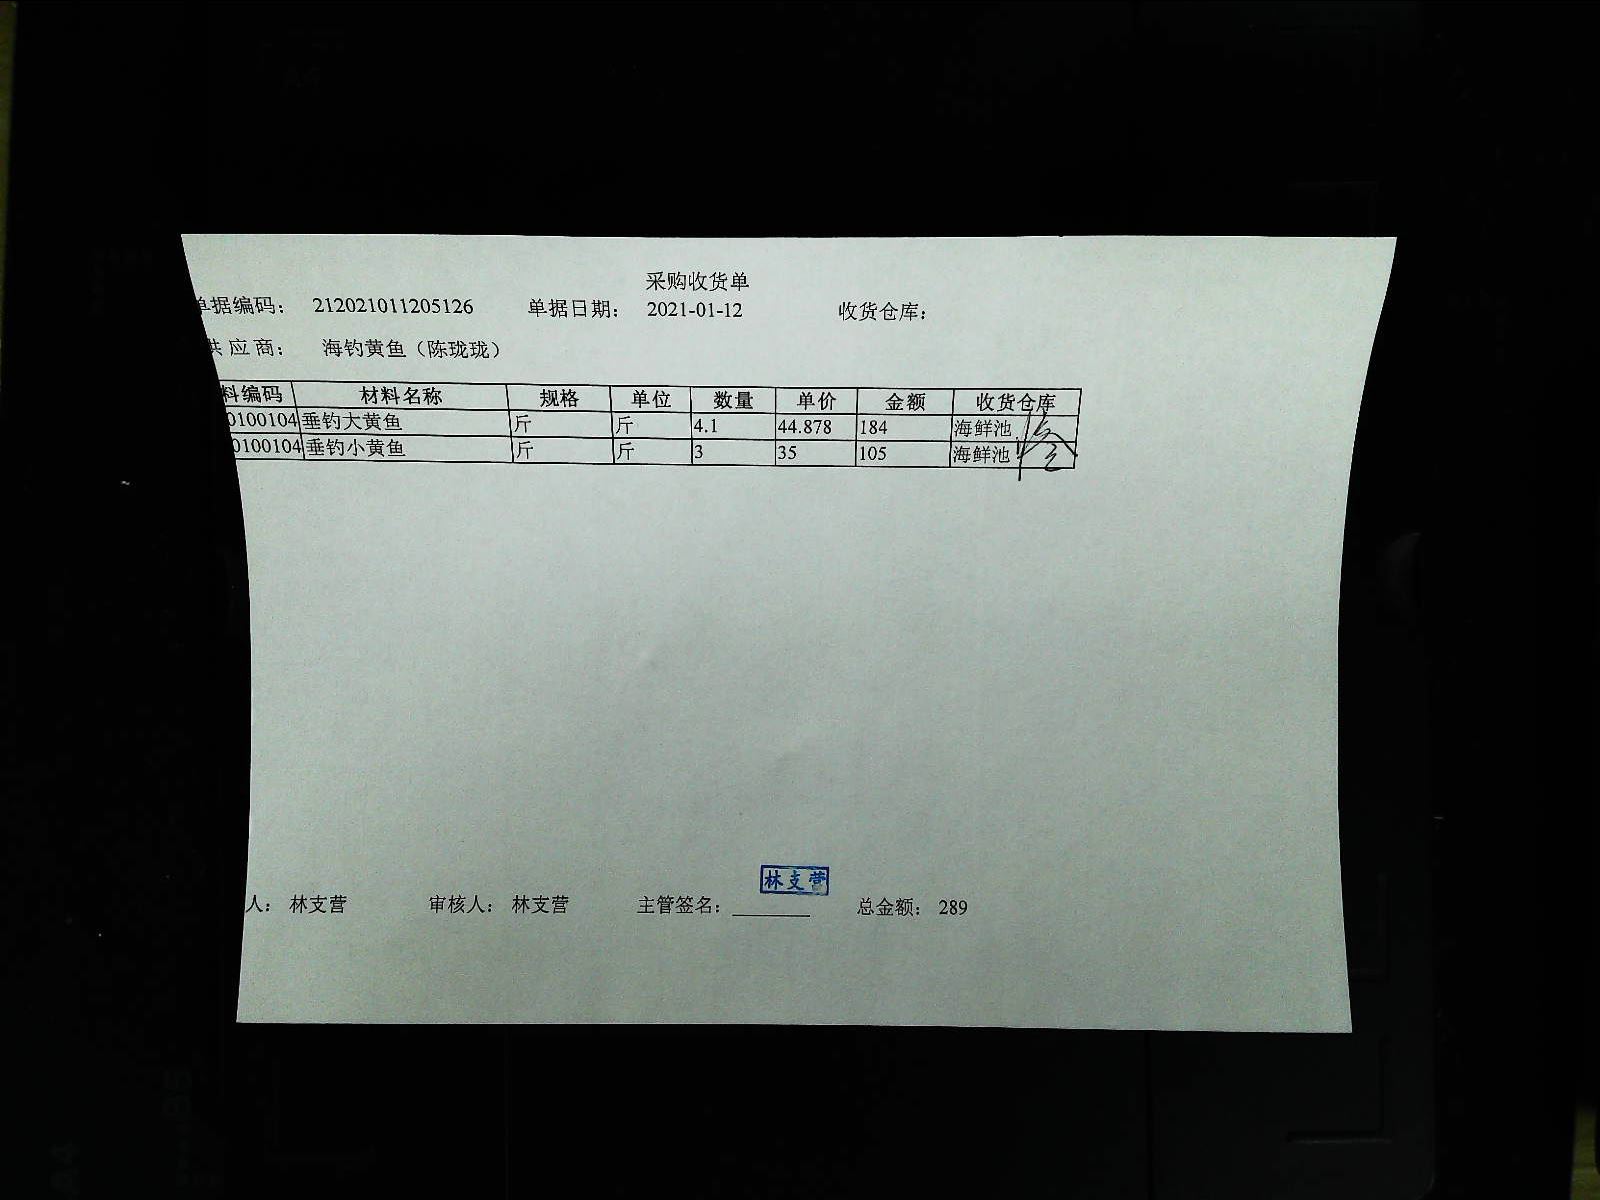 采购收货单
单据编码： 212021011205126 单据日期： 2021-01-12 收货仓库：
供应商： 海钓黄鱼（陈珑珑）
料编码 材料名称 规格 单位 数量 单价 金额 收货仓库
0100104 垂钓大黄鱼 斤 斤 4.1 44.878 184 海鲜池
0100104 垂钓小黄鱼 斤 斤 3 35 105 海鲜池
林支营
人： 林支营 审核人： 林支营 主管签名： 总金额： 289